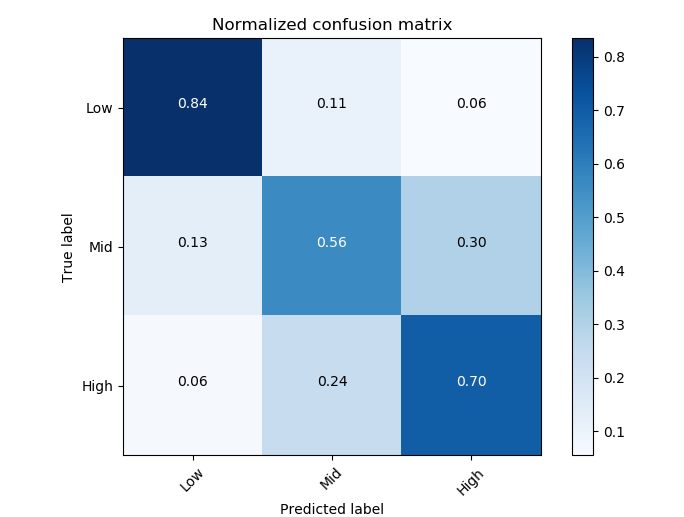 Normalized confusion matrix
Low 0.84 0.11 0.06
Mid 0.13 0.56 0.30
High 0.06 0.24 0.70
True label
Low Mid High
Predicted label
0.8
0.7
0.6
0.5
0.4
0.3
0.2
0.1